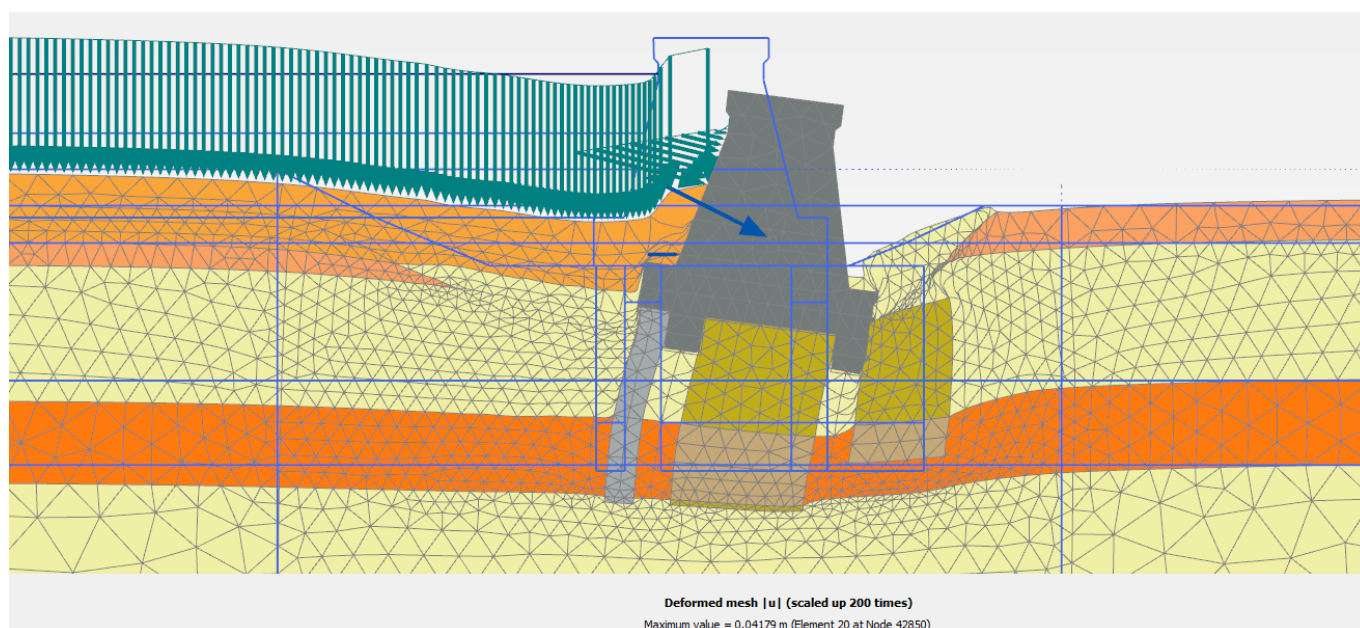 Deformed mesh |u| (scaled up 200 times)
Maximum value = 0.04179 m (Element 20 at Node 42850)